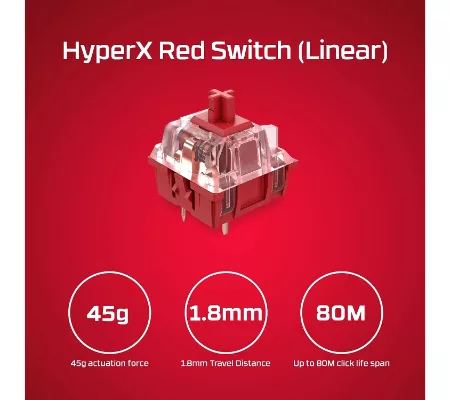 HyperX Red Switch (Linear)
45g
1.8mm
80M
45g actuation force
1.8mm Travel Distance
Up to 80M click life span